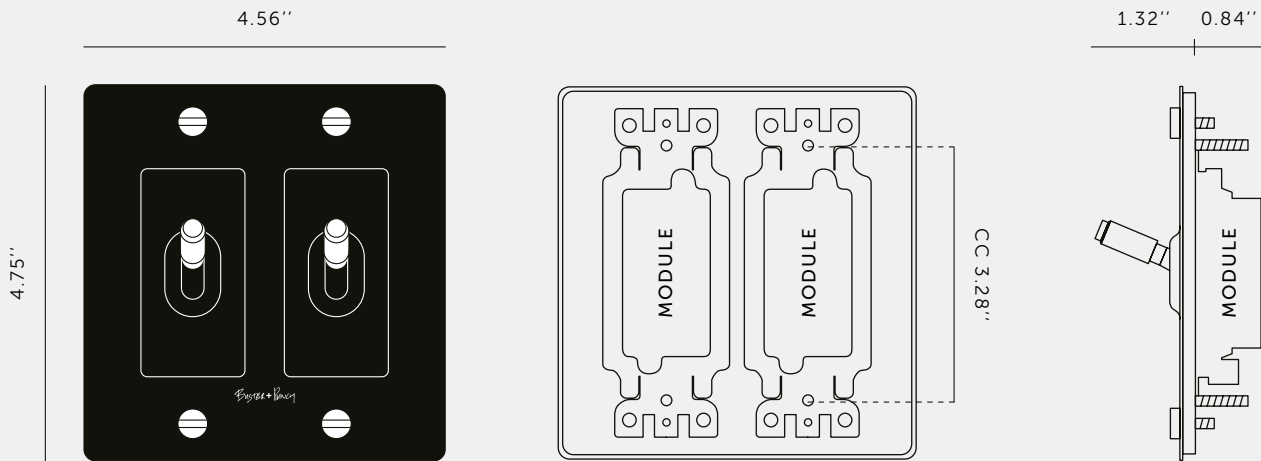 4.56’’
1.32’’ 0.84’’
4.75’’
MODULE
MODULE
CC 3.28’’
MODULE
BUSTER + PUNCH